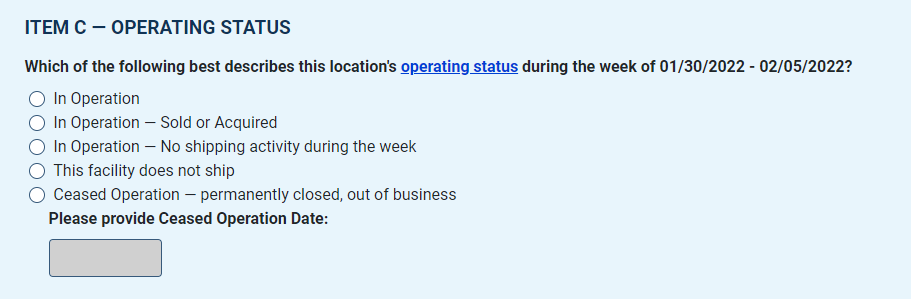 ITEM C — OPERATING STATUS
Which of the following best describes this location's operating status during the week of 01/30/2022 - 02/05/2022?
In Operation
In Operation — Sold or Acquired
In Operation — No shipping activity during the week
This facility does not ship
Ceased Operation — permanently closed, out of business
Please provide Ceased Operation Date: